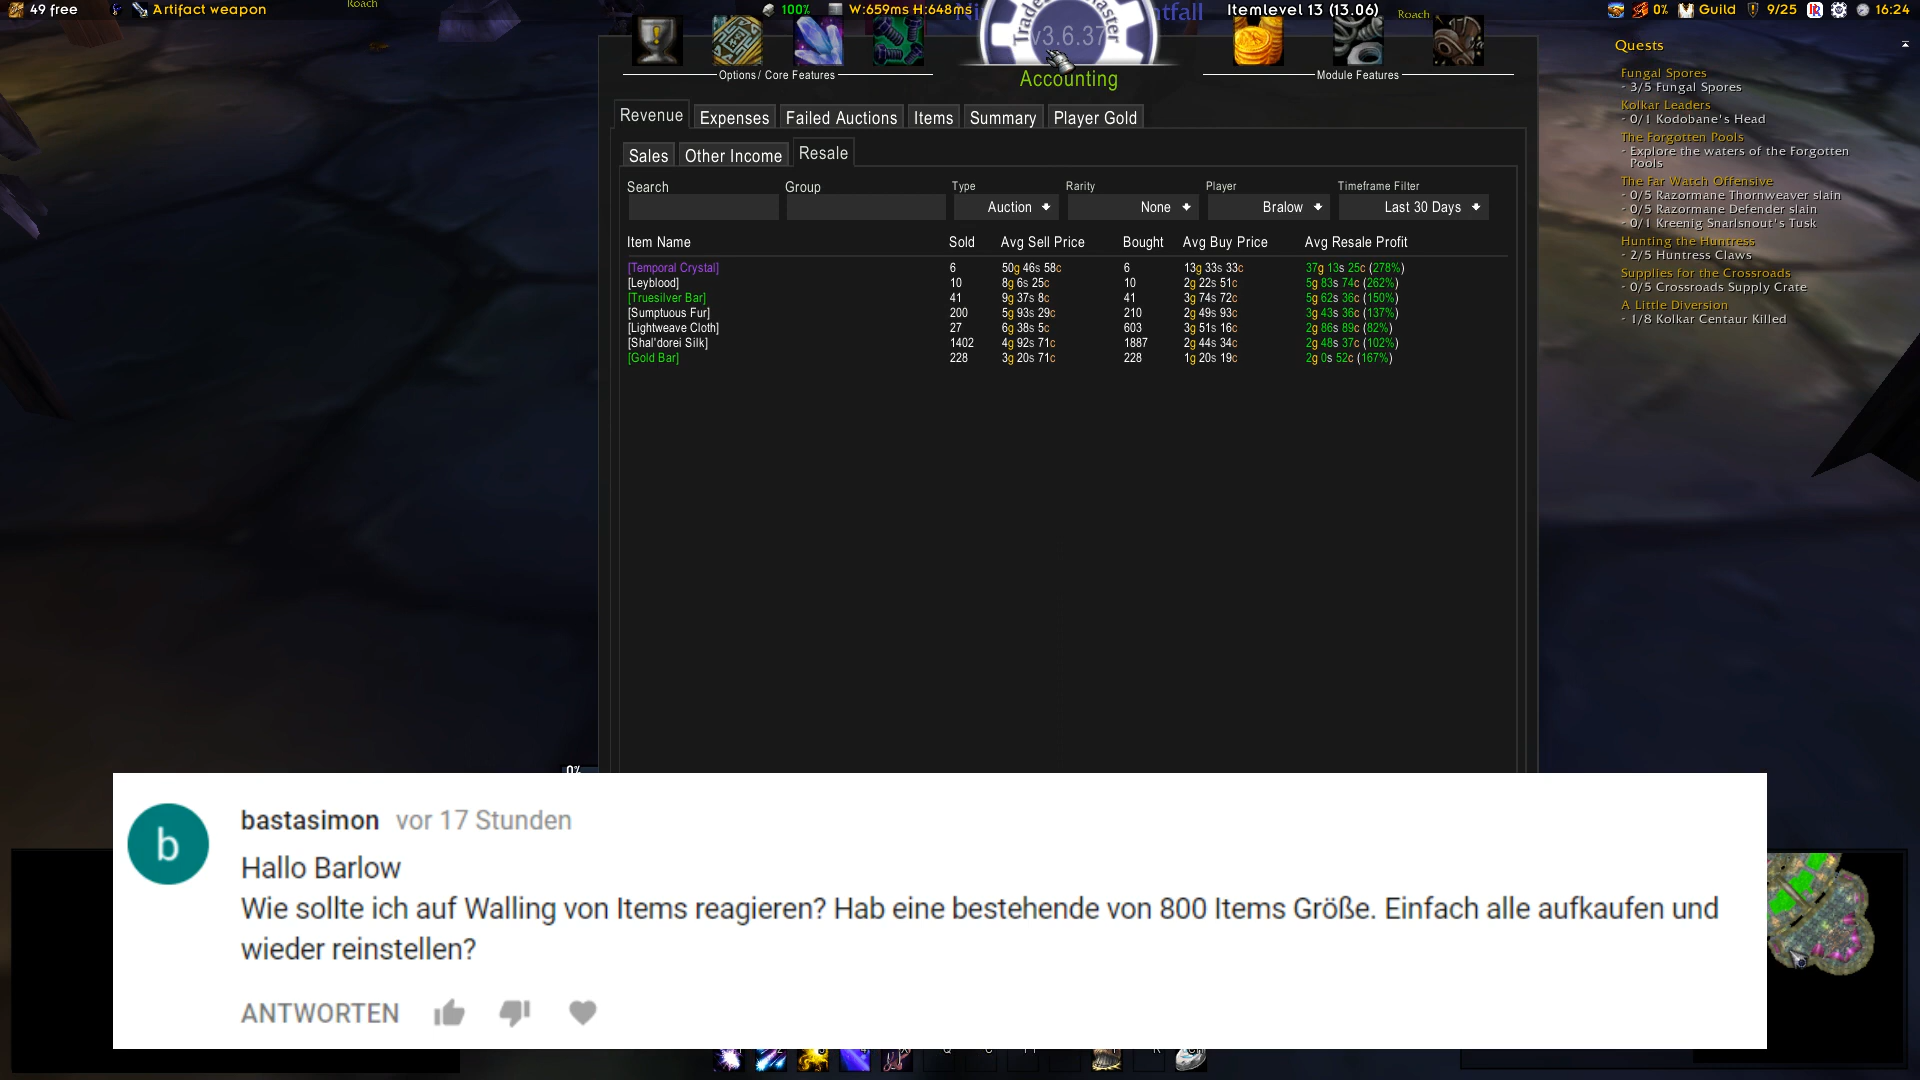 49 free
Artifact weapon
Roach
100%
W:659ms H:648ms
TradeSkillMaster
v3.6.37
ntfall
Itemlevel 13 (13.06)
Roach
0%
Guild
9/25
16:24
Options / Core Features
Accounting
Module Features
Revenue Expenses Failed Auctions Items Summary Player Gold
Sales Other Income Resale
Search Group Type Rarity Player Timeframe Filter
Auction None Bralow Last 30 Days
Item Name Sold Avg Sell Price Bought Avg Buy Price Avg Resale Profit
[Temporal Crystal] 6 50g 46s 58c 6 13g 33s 33c 37g 13s 25c (278%)
[Leyblood] 10 8g 6s 25c 10 2g 22s 51c 5g 83s 74c (262%)
[Truesilver Bar] 41 9g 37s 8c 41 3g 74s 72c 5g 62s 36c (150%)
[Sumptuous Fur] 200 5g 93s 29c 210 2g 49s 93c 3g 43s 36c (137%)
[Lightweave Cloth] 27 6g 38s 5c 603 3g 51s 16c 2g 86s 89c (82%)
[Shal'dorei Silk] 1402 4g 92s 71c 1887 2g 44s 34c 2g 48s 37c (102%)
[Gold Bar] 228 3g 20s 71c 228 1g 20s 19c 2g 0s 52c (167%)
Quests
Fungal Spores
- 3/5 Fungal Spores
Kolkar Leaders
- 0/1 Kodobane's Head
The Forgotten Pools
- Explore the waters of the Forgotten
Pools
The Far Watch Offensive
- 0/5 Razormane Thornweaver slain
- 0/5 Razormane Defender slain
- 0/1 Kreenig Snarlsnout's Tusk
Hunting the Huntress
- 2/5 Huntress Claws
Supplies for the Crossroads
- 0/5 Crossroads Supply Crate
A Little Diversion
- 1/8 Kolkar Centaur Killed
0%
b
bastasimon vor 17 Stunden
Hallo Barlow
Wie sollte ich auf Walling von Items reagieren? Hab eine bestehende von 800 Items Größe. Einfach alle aufkaufen und
wieder reinstellen?
ANTWORTEN